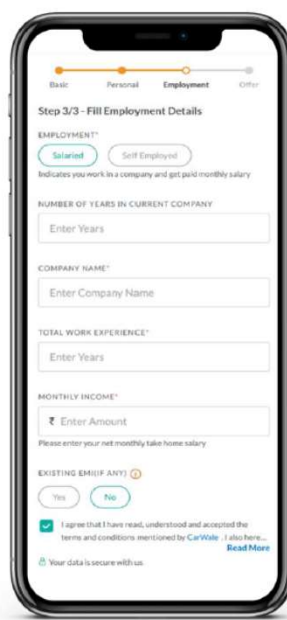 Basic Personal Employment Offer
Step 3/3 - Fill Employment Details
EMPLOYMENT*
Salaried Self Employed
Indicates you work in a company and get paid monthly salary
NUMBER OF YEARS IN CURRENT COMPANY
Enter Years
COMPANY NAME*
Enter Company Name
TOTAL WORK EXPERIENCE*
Enter Years
MONTHLY INCOME*
₹ Enter Amount
Please enter your net monthly take home salary
EXISTING EMI(IF ANY)
Yes No
I agree that I have read, understood and accepted the
terms and conditions mentioned by CarWale . I also here...
Read More
Your data is secure with us